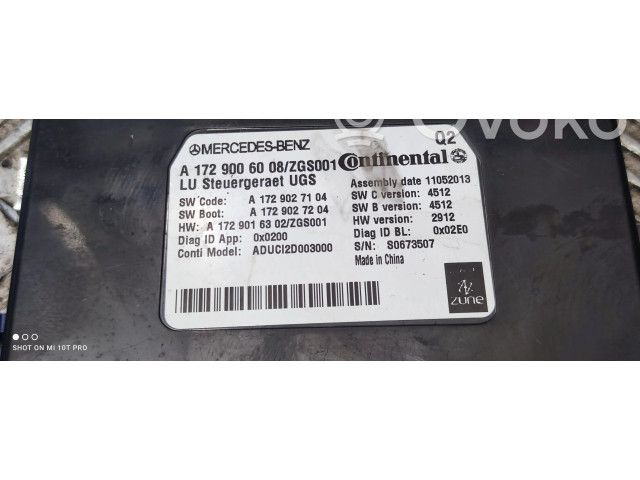 MERCEDES-BENZ
Q2
A 172 900 60 08/ZGS001
Continental
LU Steuergeraet UGS
Assembly date 11052013
SW Code: A 172 902 71 04
SW C version: 4512
SW Boot: A 172 902 72 04
SW B version: 4512
HW: A 172 901 63 02/ZGS001
HW version: 2912
Diag ID App: 0x0200
Diag ID BL: 0x02E0
Conti Model: ADUCI2D003000
S/N: S0673507
Made in China
zune
SHOT ON MI 10T PRO